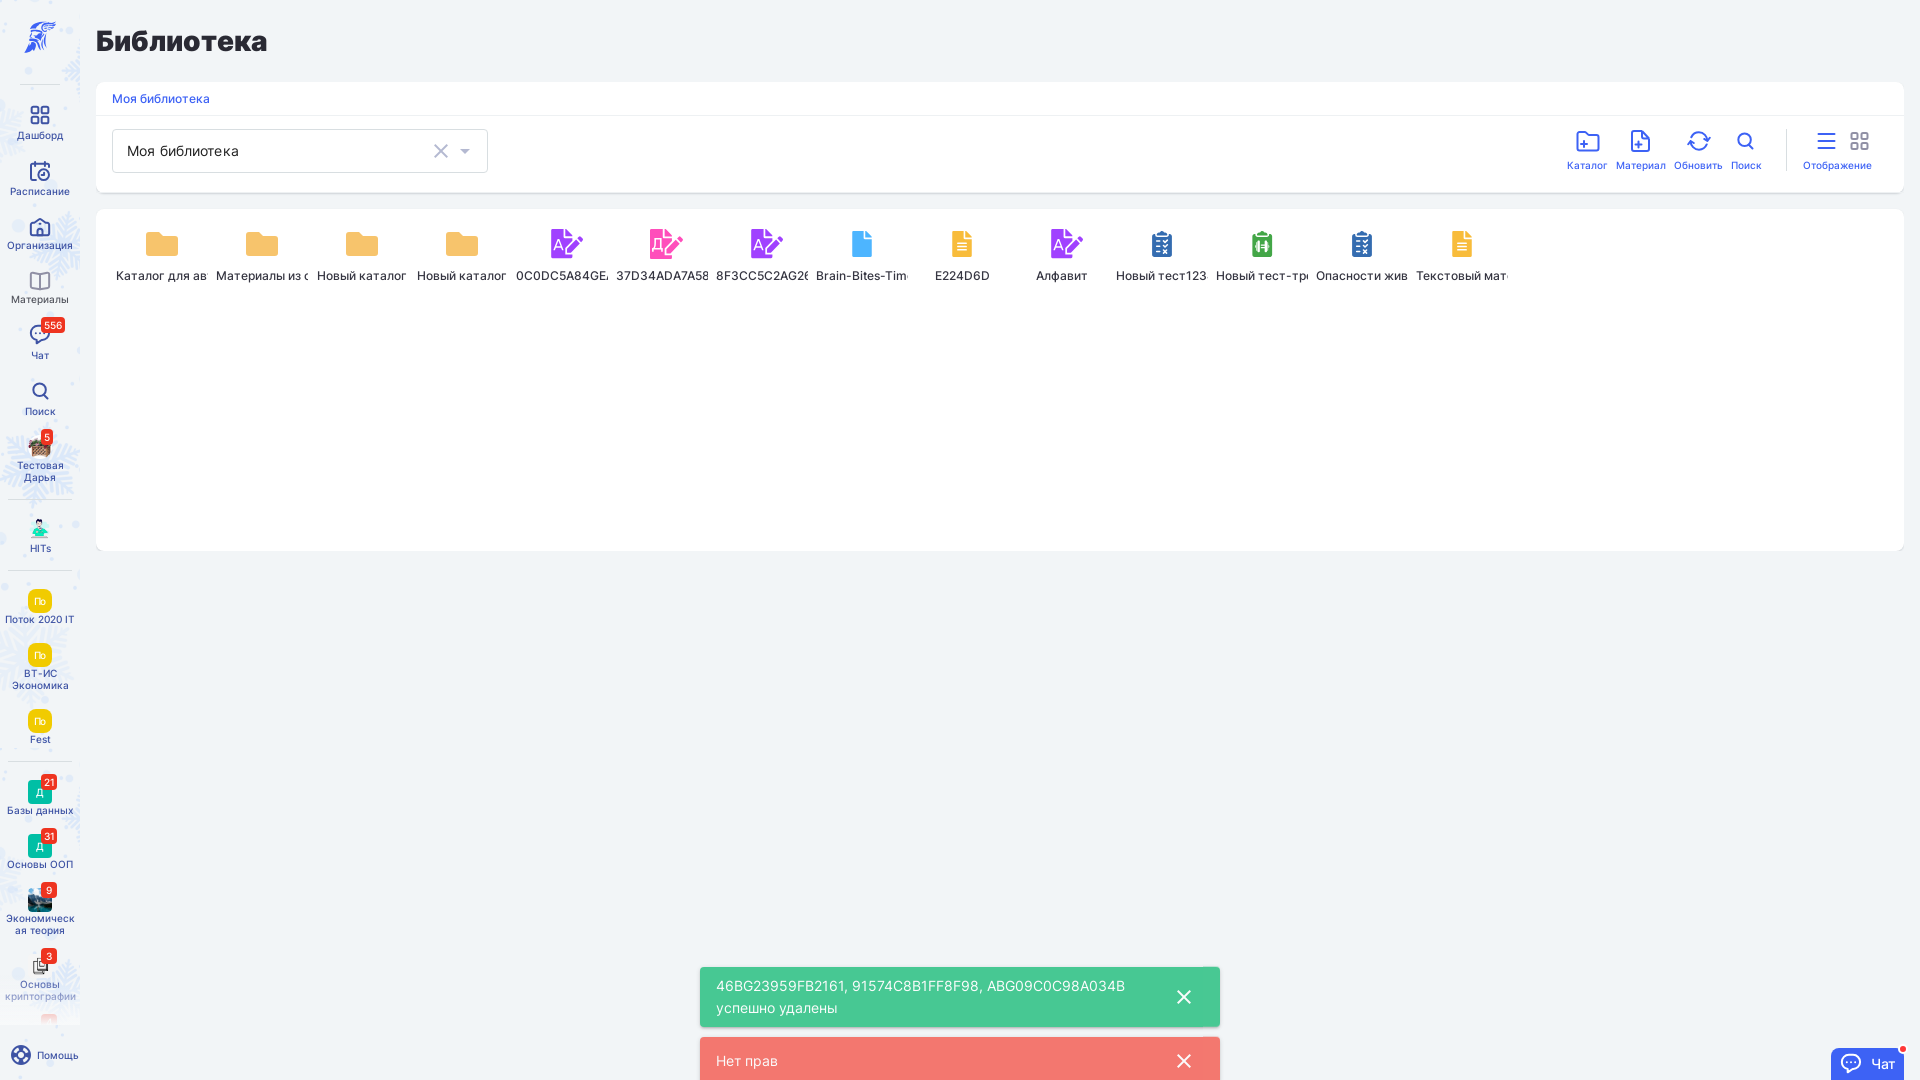 Библиотека
Моя библиотека
Моя библиотека
Каталог
Материал
Обновить
Поиск
Отображение
Каталог для ав
Материалы из с
Новый каталог
Новый каталог
0C0DC5A84GE
37D34ADA7A58
8F3CC5C2AG26
Brain-Bites-Tim
E224D6D
Алфавит
Новый тест123
Новый тест-тре
Опасности жив
Текстовый мат
Дашборд
Расписание
Организация
Материалы
556
Чат
Поиск
5
Тестовая
Дарья
HITs
По
Поток 2020 IT
По
ВТ-ИС
Экономика
По
Fest
21
Д
Базы данных
31
Д
Основы ООП
9
Экономическ
ая теория
3
Основы
криптографии
Помощь
46BG23959FB2161, 91574C8B1FF8F98, ABG09C0C98A034B
успешно удалены
Нет прав
Чат